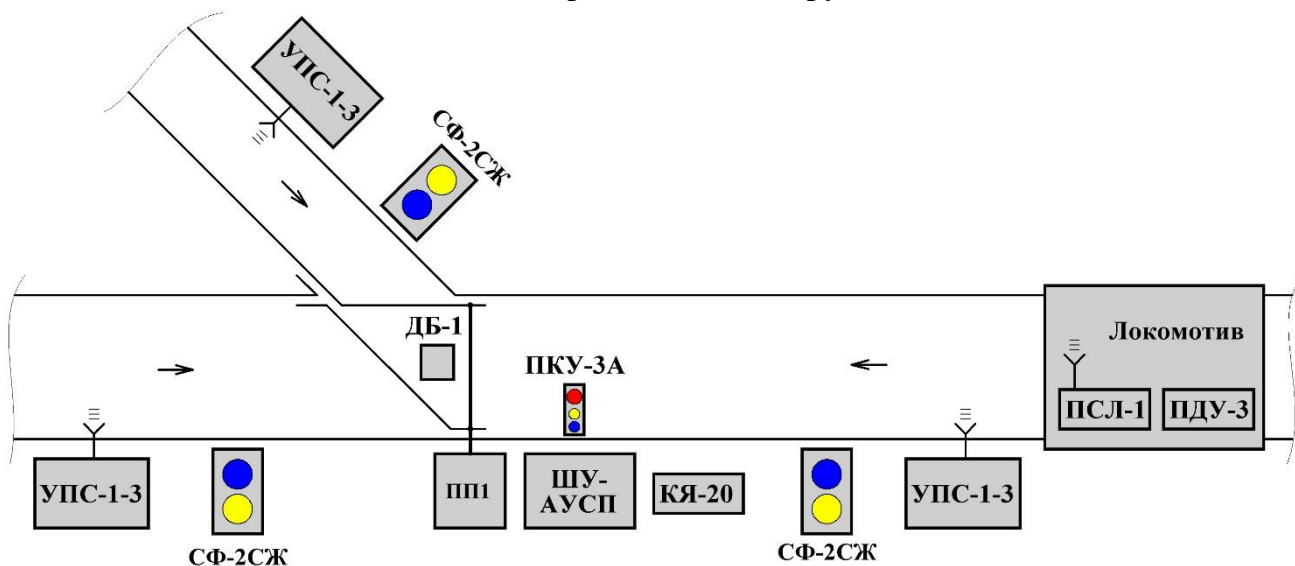 УПС-1-3
СФ-2СЖ
ДБ-1
ПКУ-3А
Локомотив
ПСЛ-1
ПДУ-3
УПС-1-3
ПП1
ШУ-
АУСП
КЯ-20
УПС-1-3
СФ-2СЖ
СФ-2СЖ